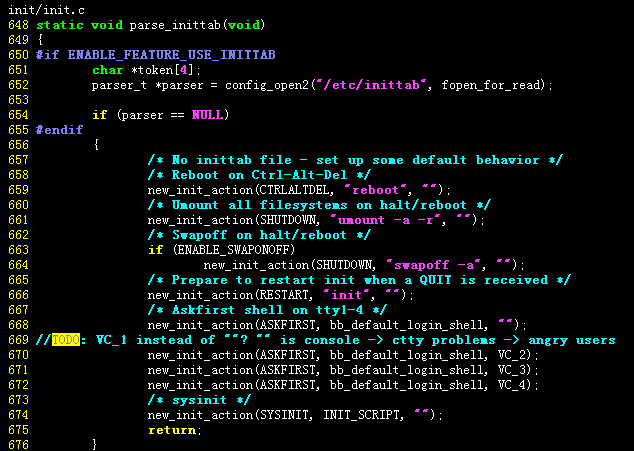 init/init.c
648 static void parse_inittab(void)
649 {
650 #if ENABLE_FEATURE_USE_INITTAB
651 char *token[4];
652 parser_t *parser = config_open2("/etc/inittab", fopen_for_read);
653
654 if (parser == NULL)
655 #endif
656 {
657 /* No inittab file - set up some default behavior */
658 /* Reboot on Ctrl-Alt-Del */
659 new_init_action(CTRLALTDEL, "reboot", "");
660 /* Umount all filesystems on halt/reboot */
661 new_init_action(SHUTDOWN, "umount -a -r", "");
662 /* Swapoff on halt/reboot */
663 if (ENABLE_SWAPONOFF)
664 new_init_action(SHUTDOWN, "swapoff -a", "");
665 /* Prepare to restart init when a QUIT is received */
666 new_init_action(RESTART, "init", "");
667 /* Askfirst shell on tty1-4 */
668 new_init_action(ASKFIRST, bb_default_login_shell, "");
669 //TODO: VC_1 instead of ""? "" is console -> ctty problems -> angry users
670 new_init_action(ASKFIRST, bb_default_login_shell, VC_2);
671 new_init_action(ASKFIRST, bb_default_login_shell, VC_3);
672 new_init_action(ASKFIRST, bb_default_login_shell, VC_4);
673 /* sysinit */
674 new_init_action(SYSINIT, INIT_SCRIPT, "");
675 return;
676 }